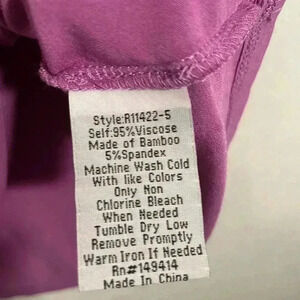 Style:R11422-5
Self:95%Viscose
Made of Bamboo
5%Spandex
Machine Wash Cold
With like Colors
Only Non
Chlorine Bleach
When Needed
Tumble Dry Low
Remove Promptly
Warm Iron If Needed
Rn#149414
Made In China